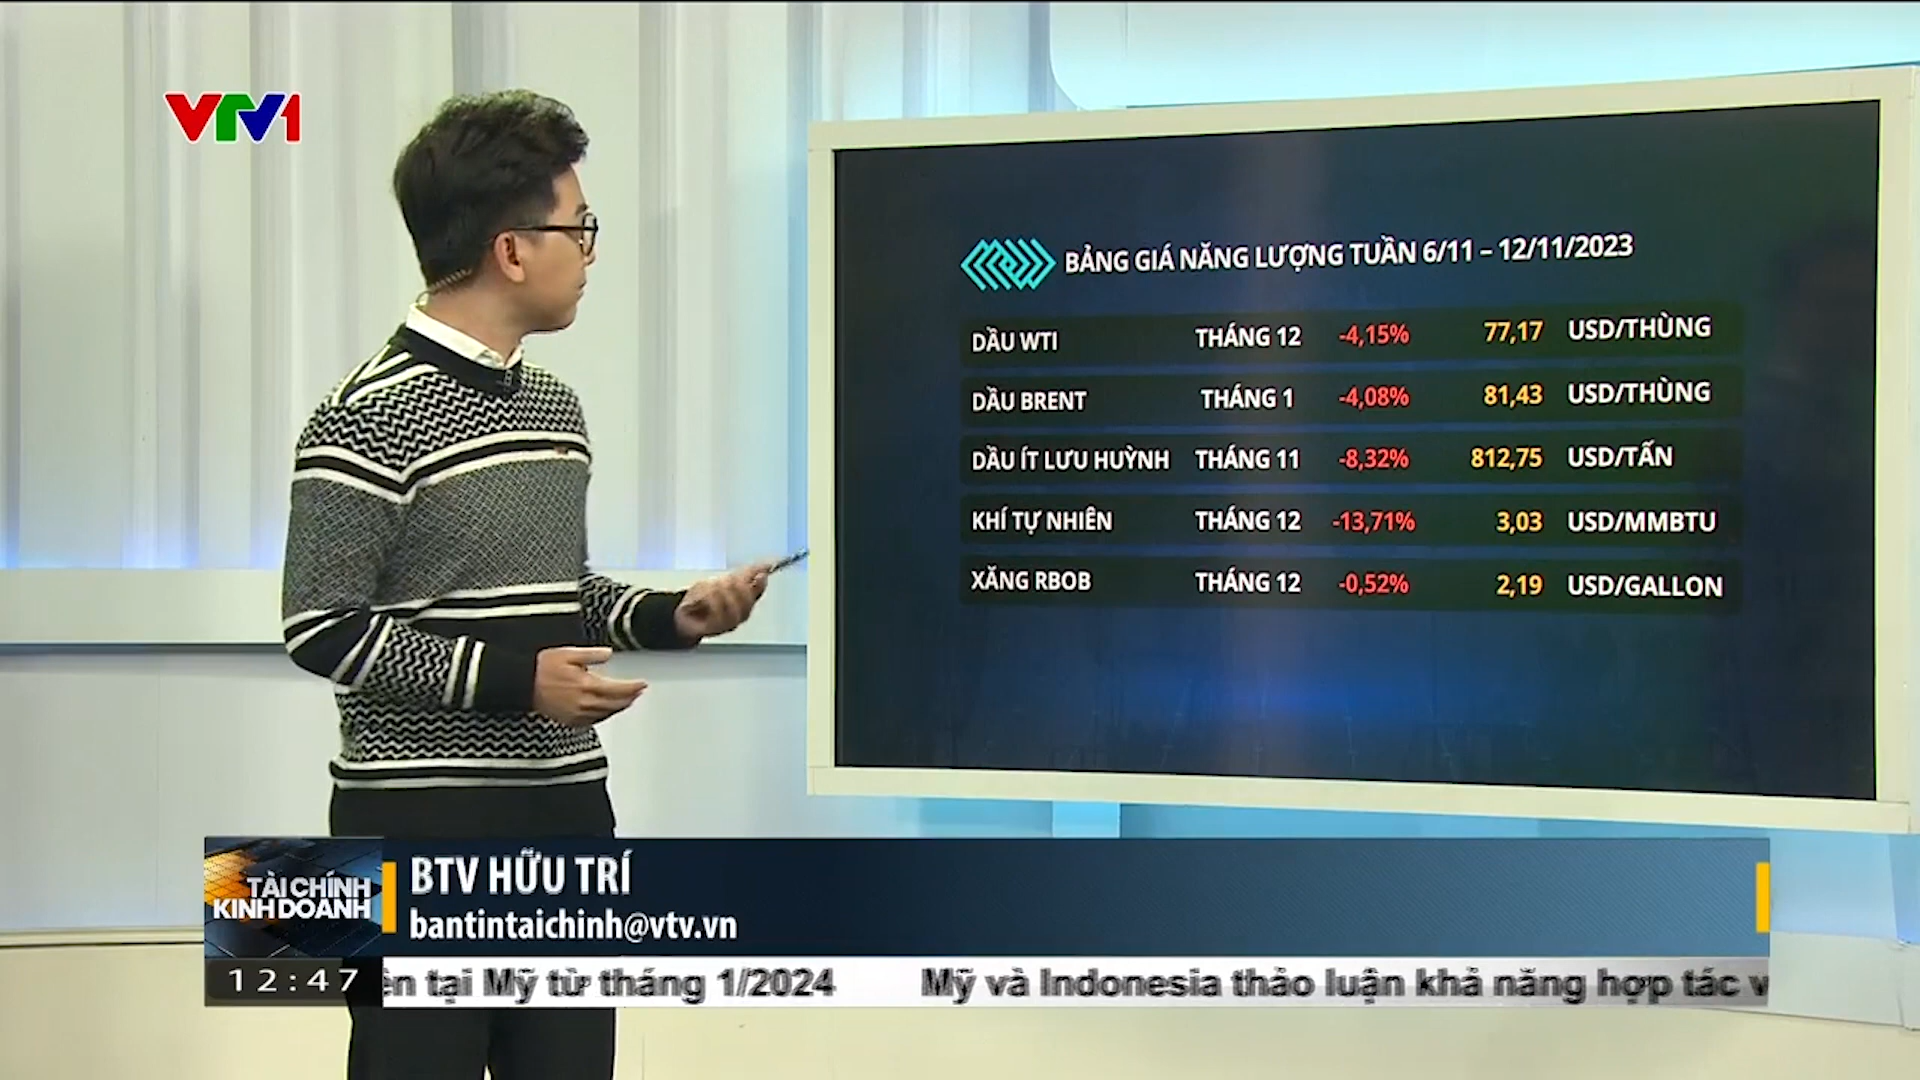 VTV1
BẢNG GIÁ NĂNG LƯỢNG TUẦN 6/11 – 12/11/2023
DẦU WTI THÁNG 12 -4,15% 77,17 USD/THÙNG
DẦU BRENT THÁNG 1 -4,08% 81,43 USD/THÙNG
DẦU ÍT LƯU HUỲNH THÁNG 11 -8,32% 812,75 USD/TẤN
KHÍ TỰ NHIÊN THÁNG 12 -13,71% 3,03 USD/MMBTU
XĂNG RBOB THÁNG 12 -0,52% 2,19 USD/GALLON
TÀI CHÍNH
KINH DOANH
BTV HỮU TRÍ
bantintaichinh@vtv.vn
12:47
tại Mỹ từ tháng 1/2024 Mỹ và Indonesia thảo luận khả năng hợp tác